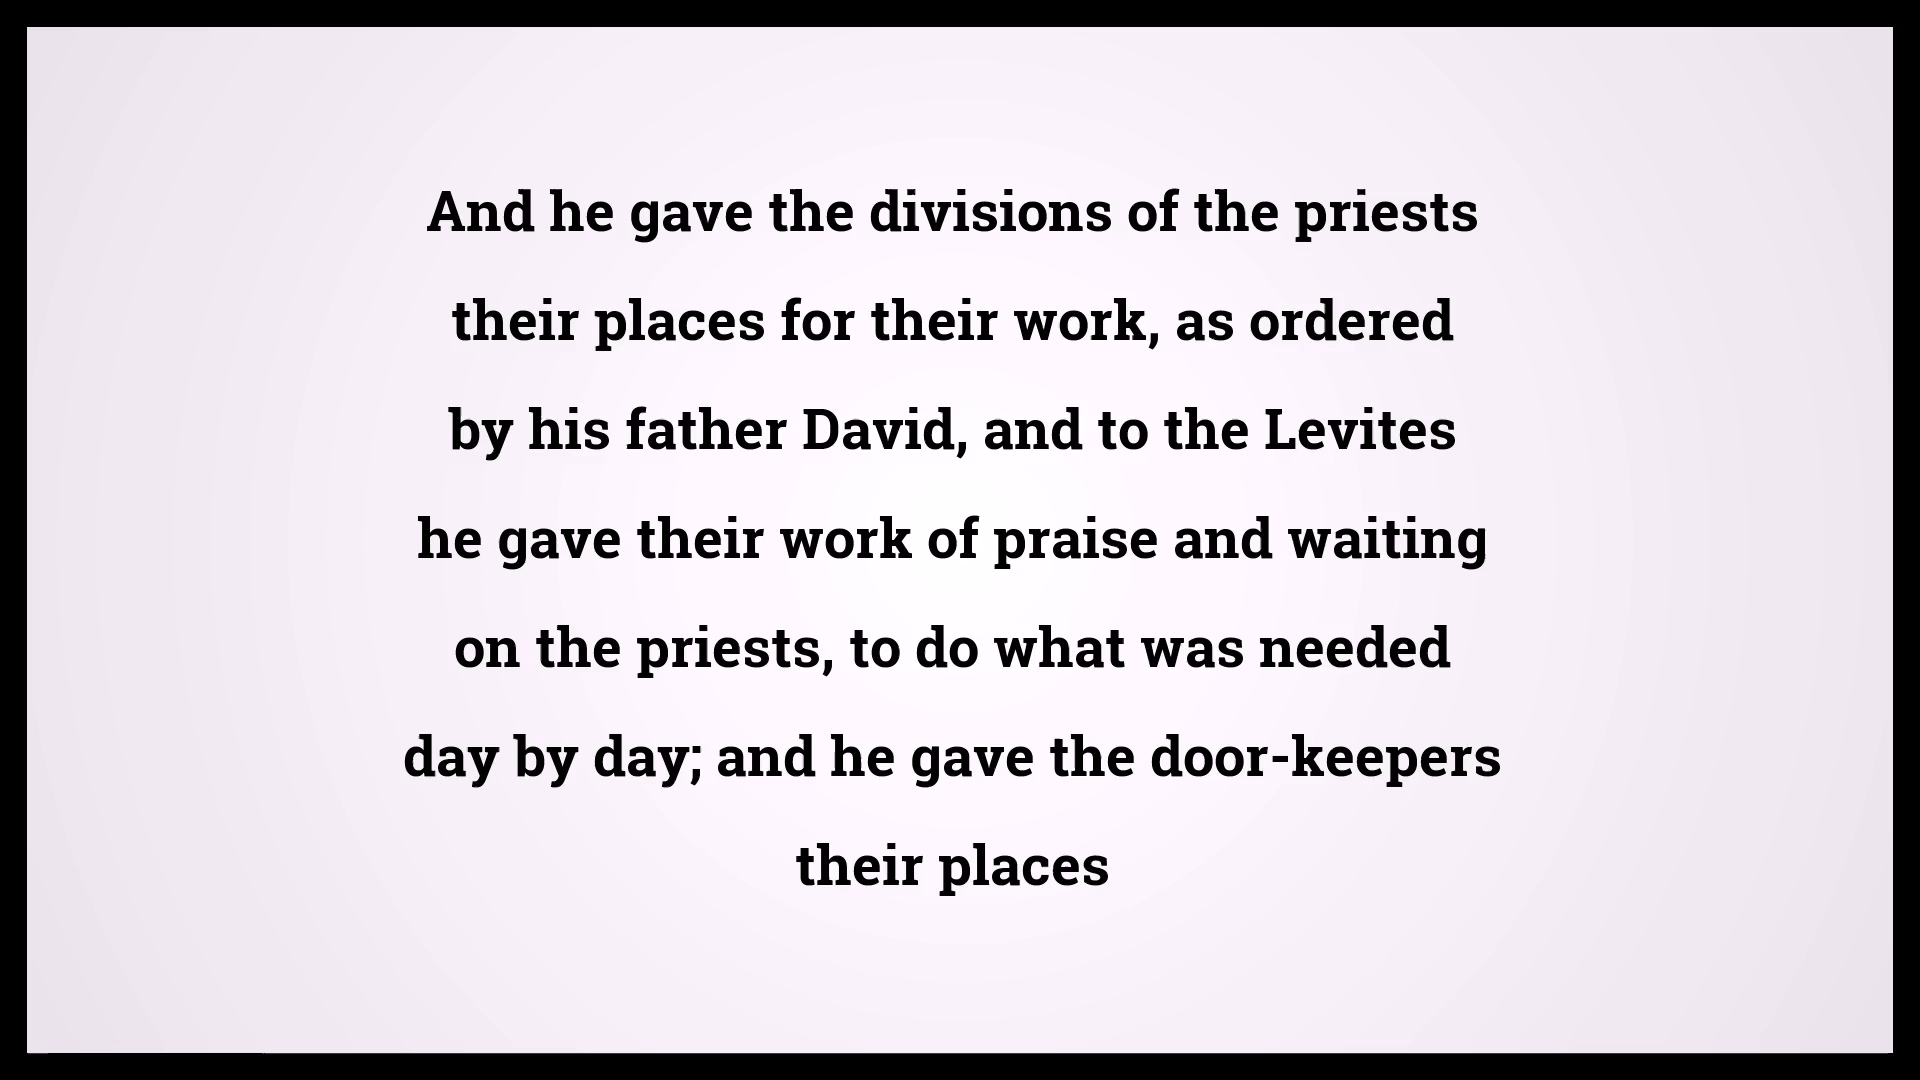 And he gave the divisions of the priests
their places for their work, as ordered
by his father David, and to the Levites
he gave their work of praise and waiting
on the priests, to do what was needed
day by day; and he gave the door-keepers
their places